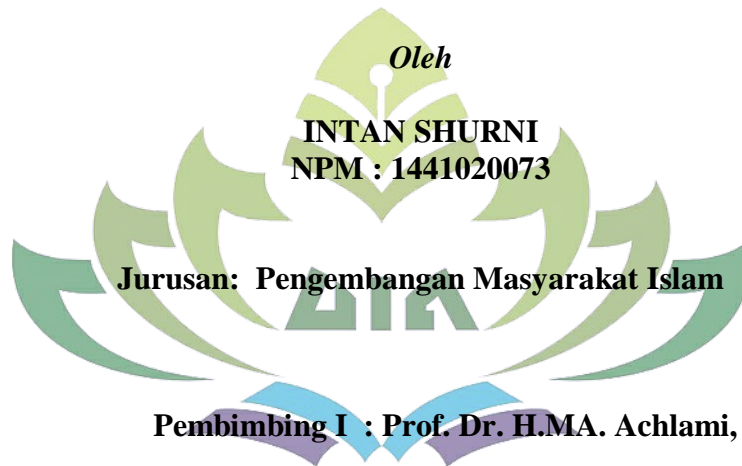 Oleh
INTAN SHURNI
NPM : 1441020073
Jurusan: Pengembangan Masyarakat Islam
Pembimbing I : Prof. Dr. H.MA. Achlami,